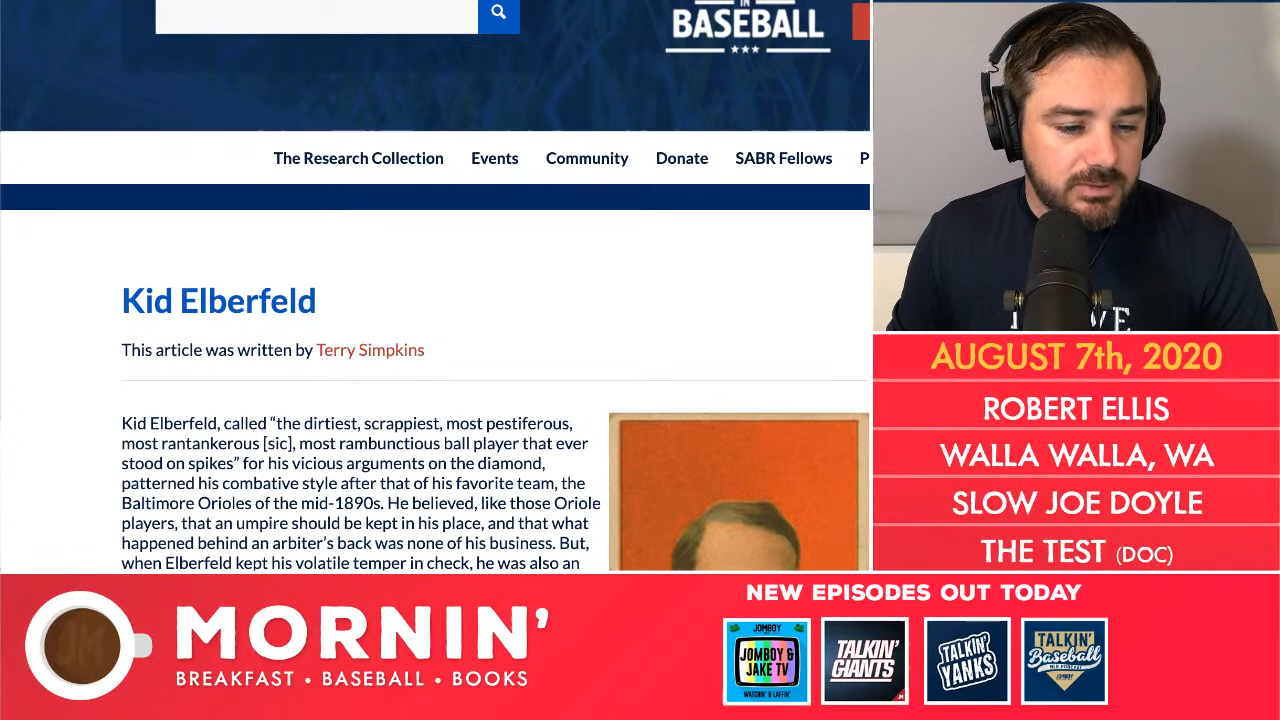 IN
BASEBALL
The Research Collection
Events
Community
Donate
SABR Fellows
P
Kid Elberfeld
This article was written by Terry Simpkins
Kid Elberfeld, called “the dirtiest, scrappiest, most pestiferous,
most rantankerous [sic], most rambunctious ball player that ever
stood on spikes” for his vicious arguments on the diamond,
patterned his combative style after that of his favorite team, the
Baltimore Orioles of the mid-1890s. He believed, like those Oriole
players, that an umpire should be kept in his place, and that what
happened behind an arbiter’s back was none of his business. But,
when Elberfeld kept his volatile temper in check, he was also an
AUGUST 7th, 2020
ROBERT ELLIS
WALLA WALLA, WA
SLOW JOE DOYLE
THE TEST (DOC)
JM
MORNIN’
BREAKFAST • BASEBALL • BOOKS
NEW EPISODES OUT TODAY
JOMBOY
JOMBOY &
JAKE TV
WATCHIN' & LAFFIN'
TALKIN'
GIANTS
TALKIN'
YANKS
TALKIN'
Baseball
JOMBOY